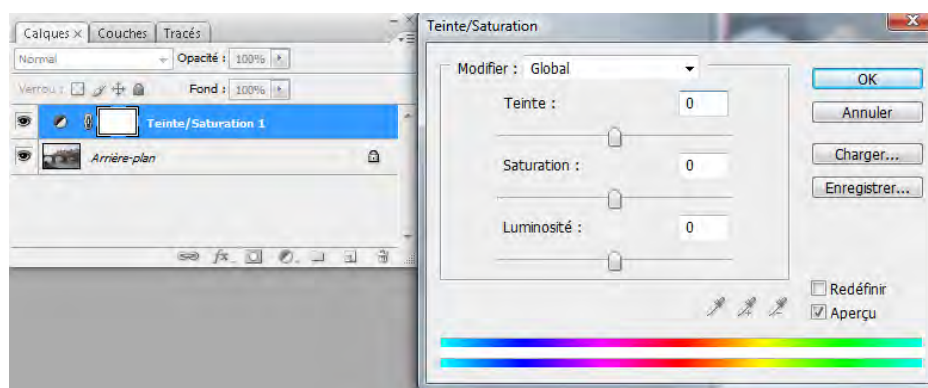 Calques × Couches Tracés
Normal Opacité : 100%
Verrou : Fond : 100%
Teinte/Saturation 1
Arrière-plan
Teinte/Saturation
Modifier : Global
Teinte : 0
Saturation : 0
Luminosité : 0
OK
Annuler
Charger...
Enregistrer...
Redéfinir
Aperçu